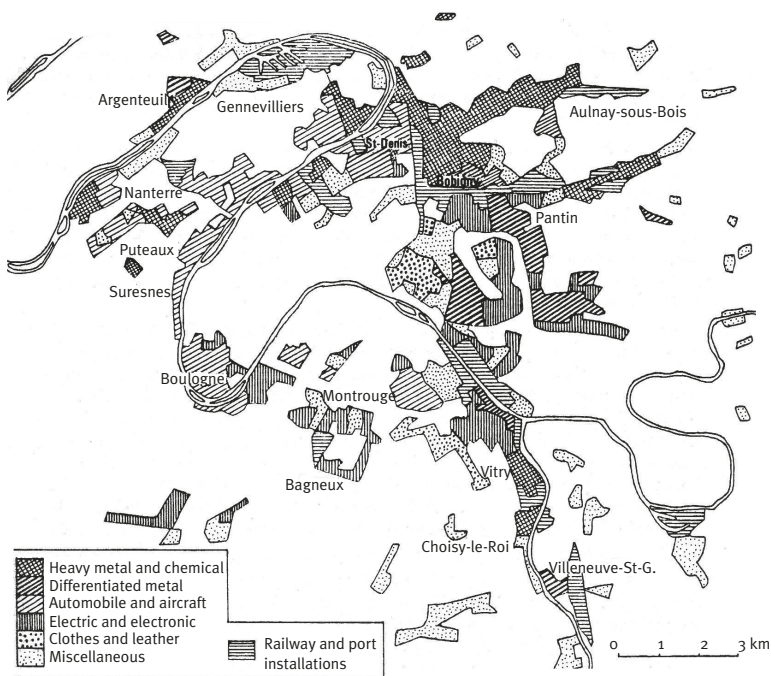 Argenteuil
Gennevilliers
Aulnay-sous-Bois
St-Denis
Bobigny
Nanterre
Pantin
Puteaux
Suresnes
Boulogne
Montrouge
Bagneux
Vitry
Choisy-le-Roi
Villeneuve-St-G.
Heavy metal and chemical
Differentiated metal
Automobile and aircraft
Electric and electronic
Clothes and leather
Miscellaneous
Railway and port
installations
0 1 2 3 km